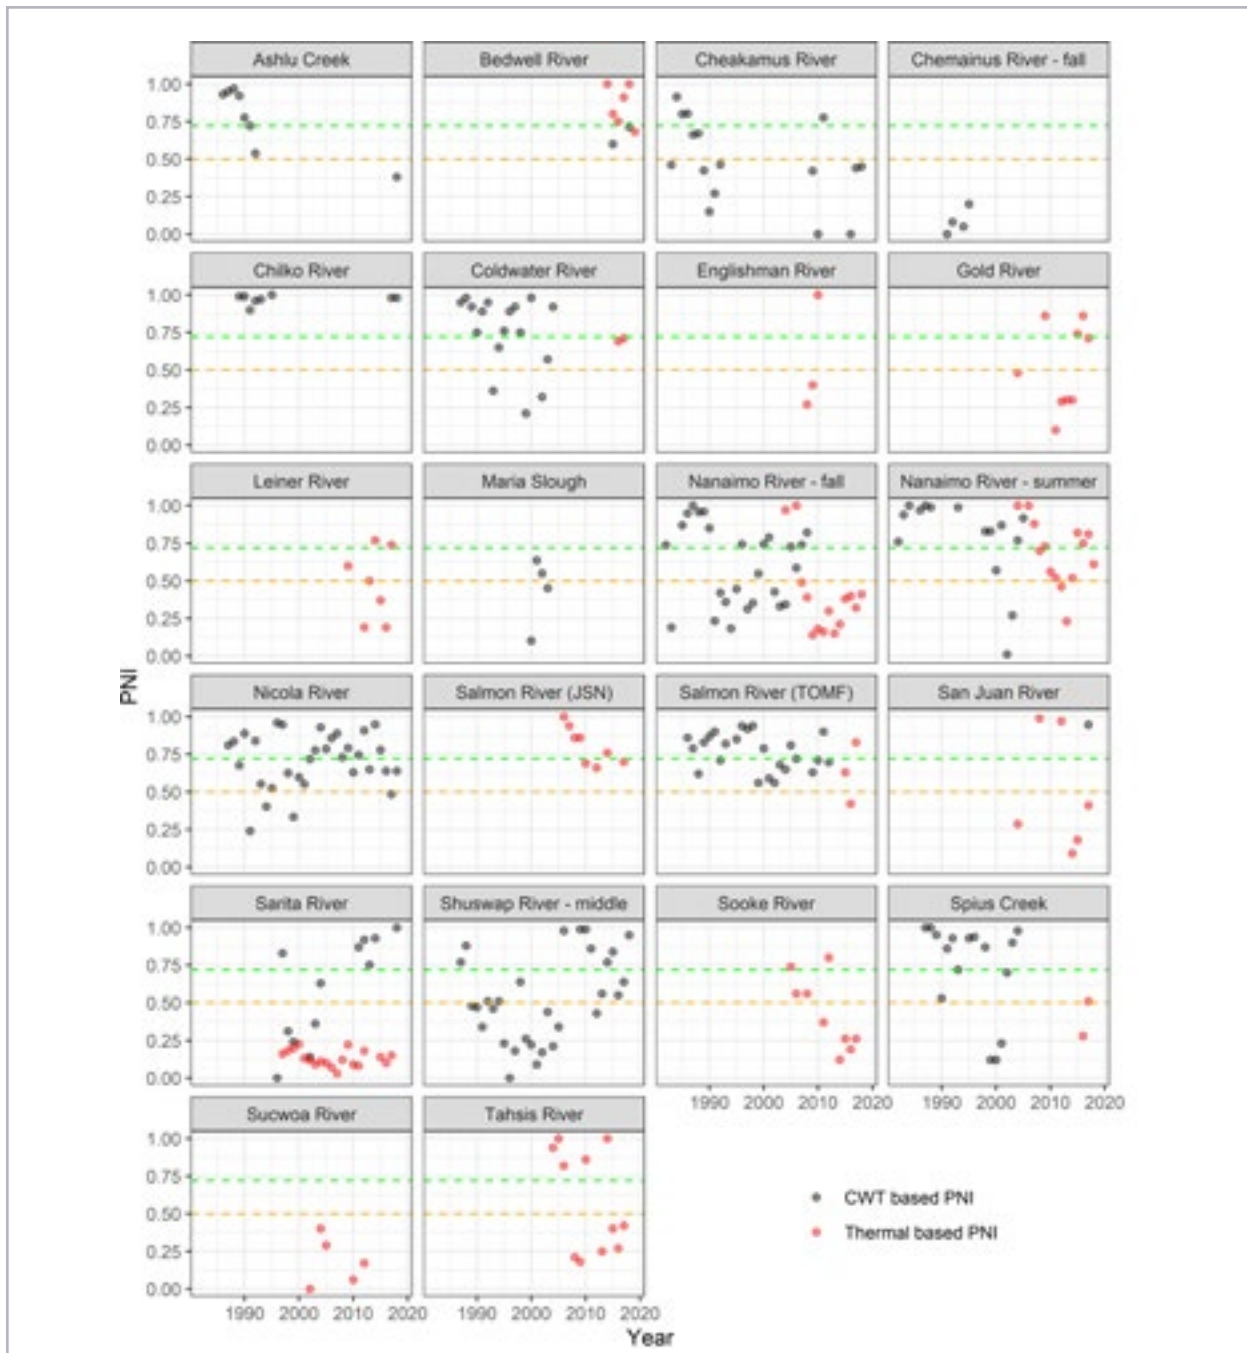 Ashlu Creek Bedwell River Cheakamus River Chemainus River - fall
1.00
0.75
0.50
0.25
0.00
Chilko River Coldwater River Englishman River Gold River
1.00
0.75
0.50
0.25
0.00
Leiner River Maria Slough Nanaimo River - fall Nanaimo River - summer
1.00
0.75
0.50
0.25
0.00
PNI
Nicola River Salmon River (JSN) Salmon River (TOMF) San Juan River
1.00
0.75
0.50
0.25
0.00
Sarita River Shuswap River - middle Sooke River Spius Creek
1.00
0.75
0.50
0.25
0.00
1990 2000 2010 2020 1990 2000 2010 2020
Sucwoa River Tahsis River
1.00
0.75
0.50
0.25
0.00
1990 2000 2010 2020 1990 2000 2010 2020
CWT based PNI
Thermal based PNI
Year